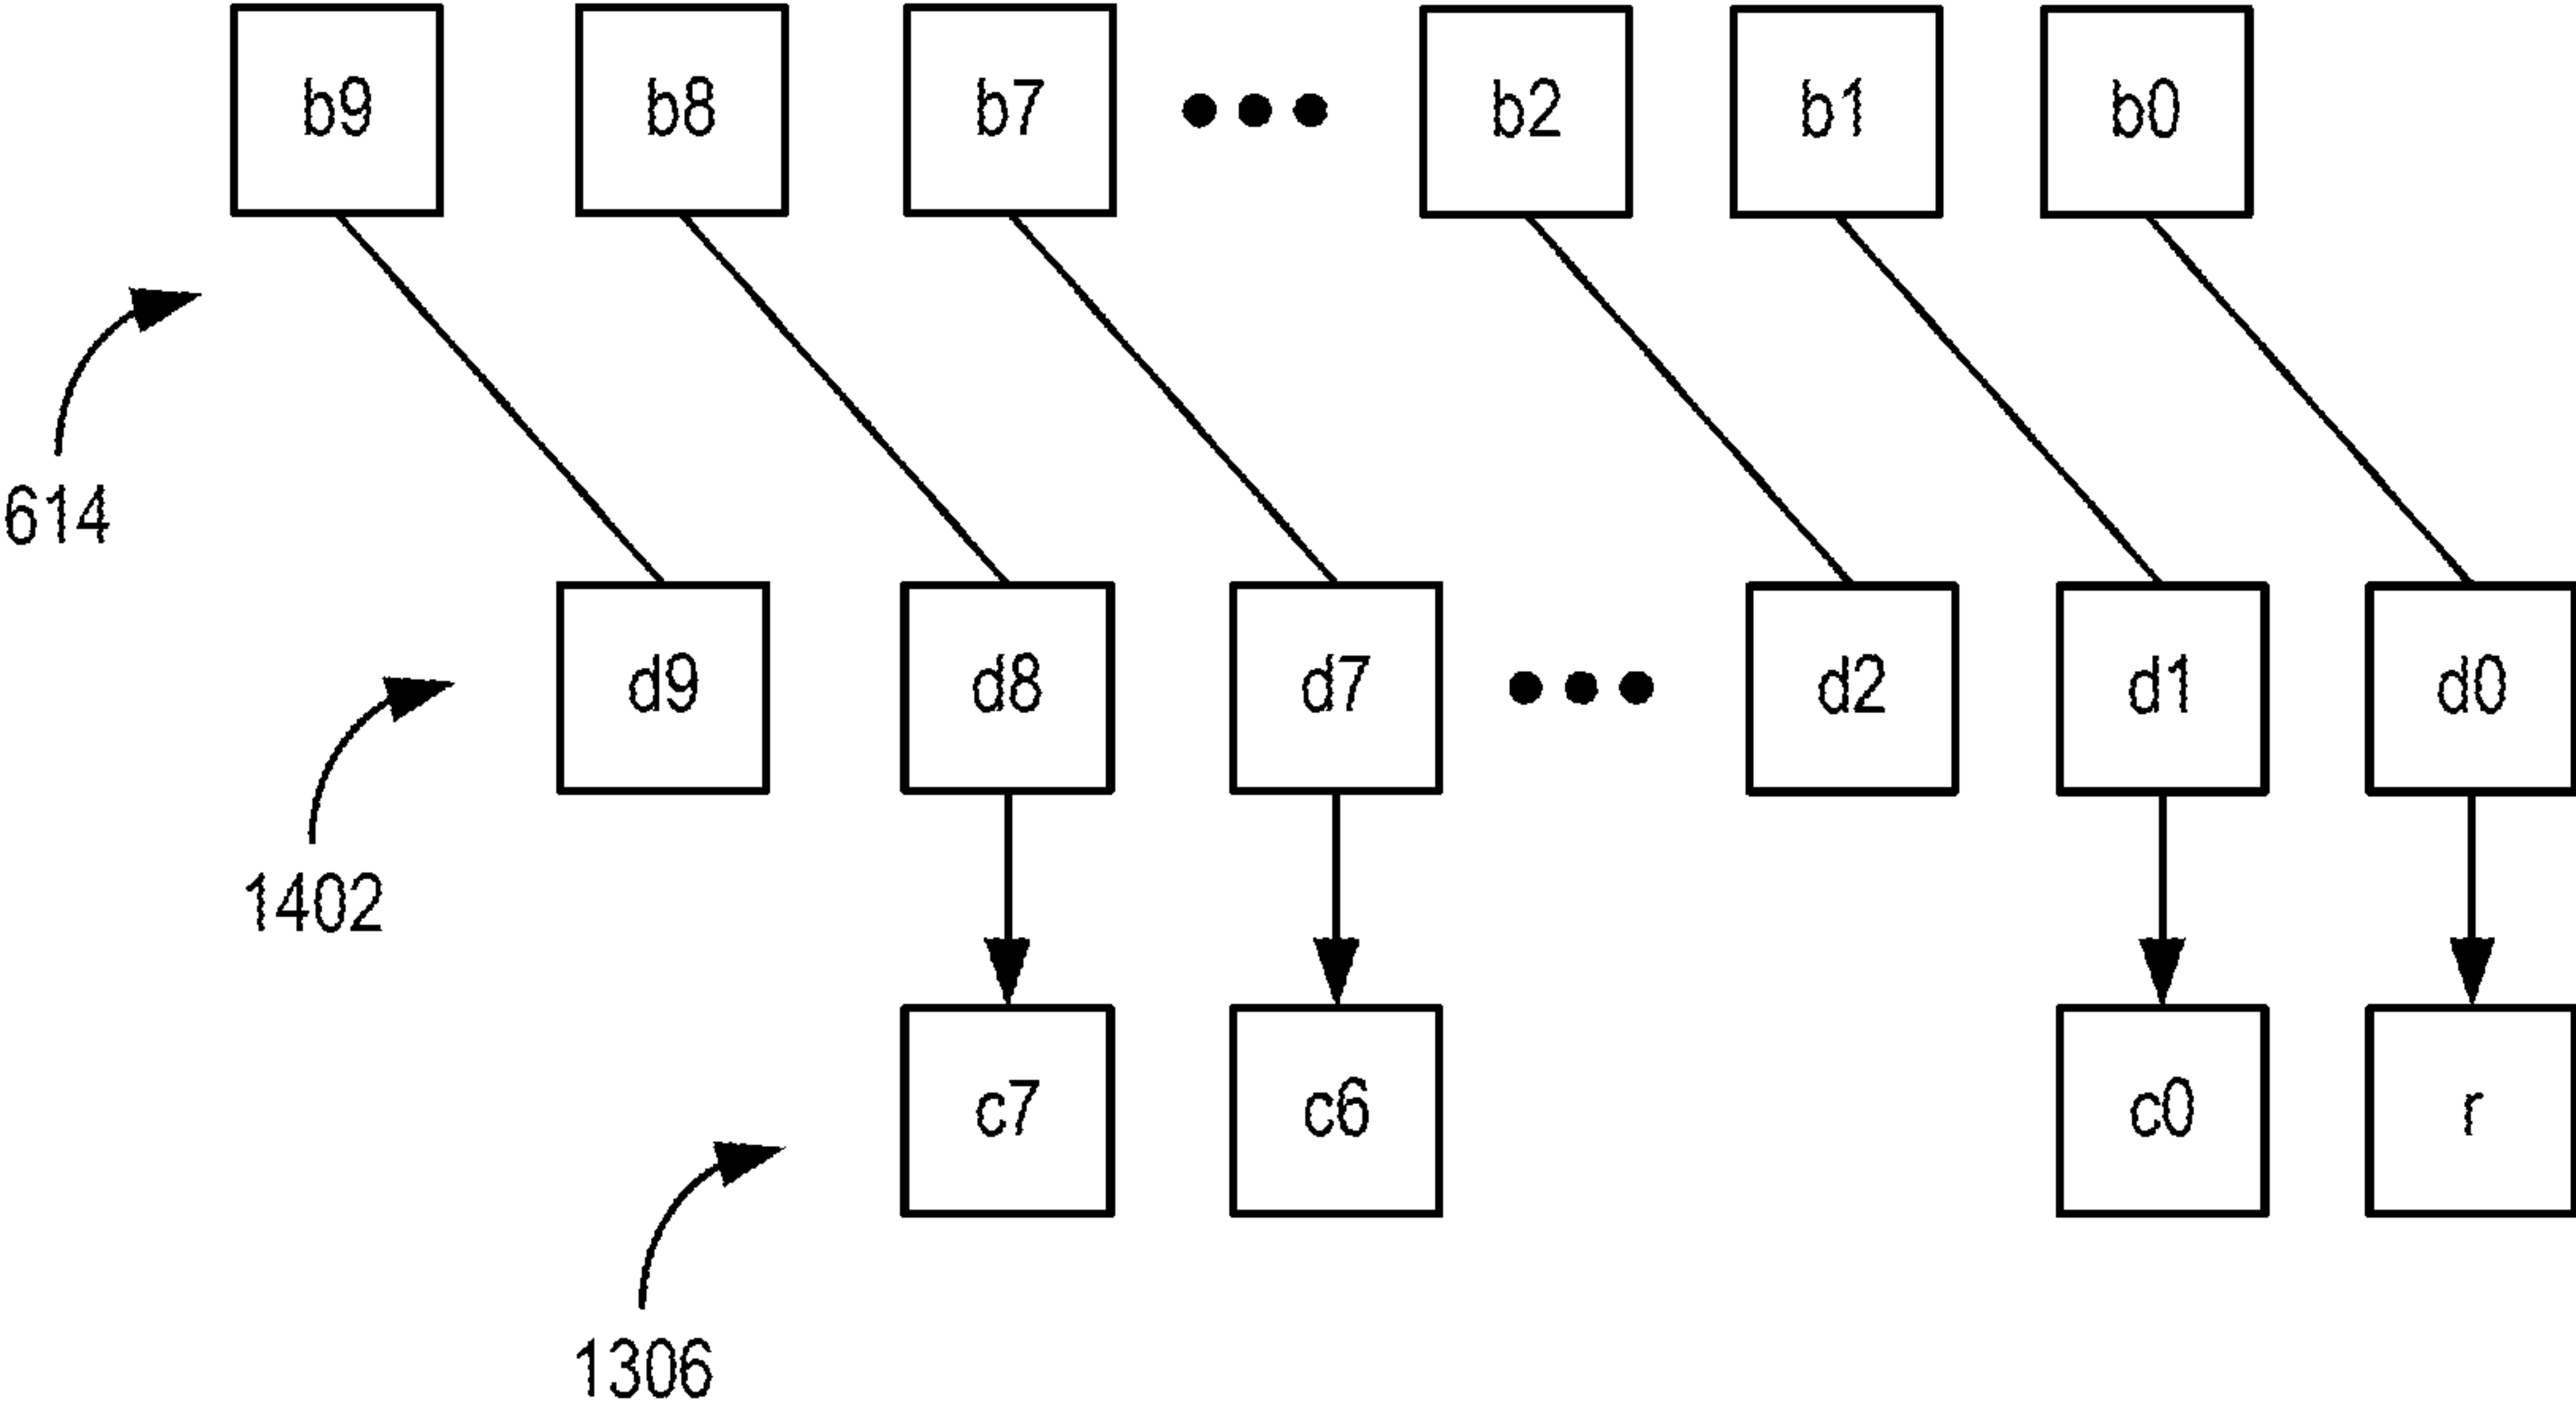 b9 b8 b7 ••• b2 b1 b0
614
d9 d8 d7 ••• d2 d1 d0
1402
c7 c6 c0 r
1306